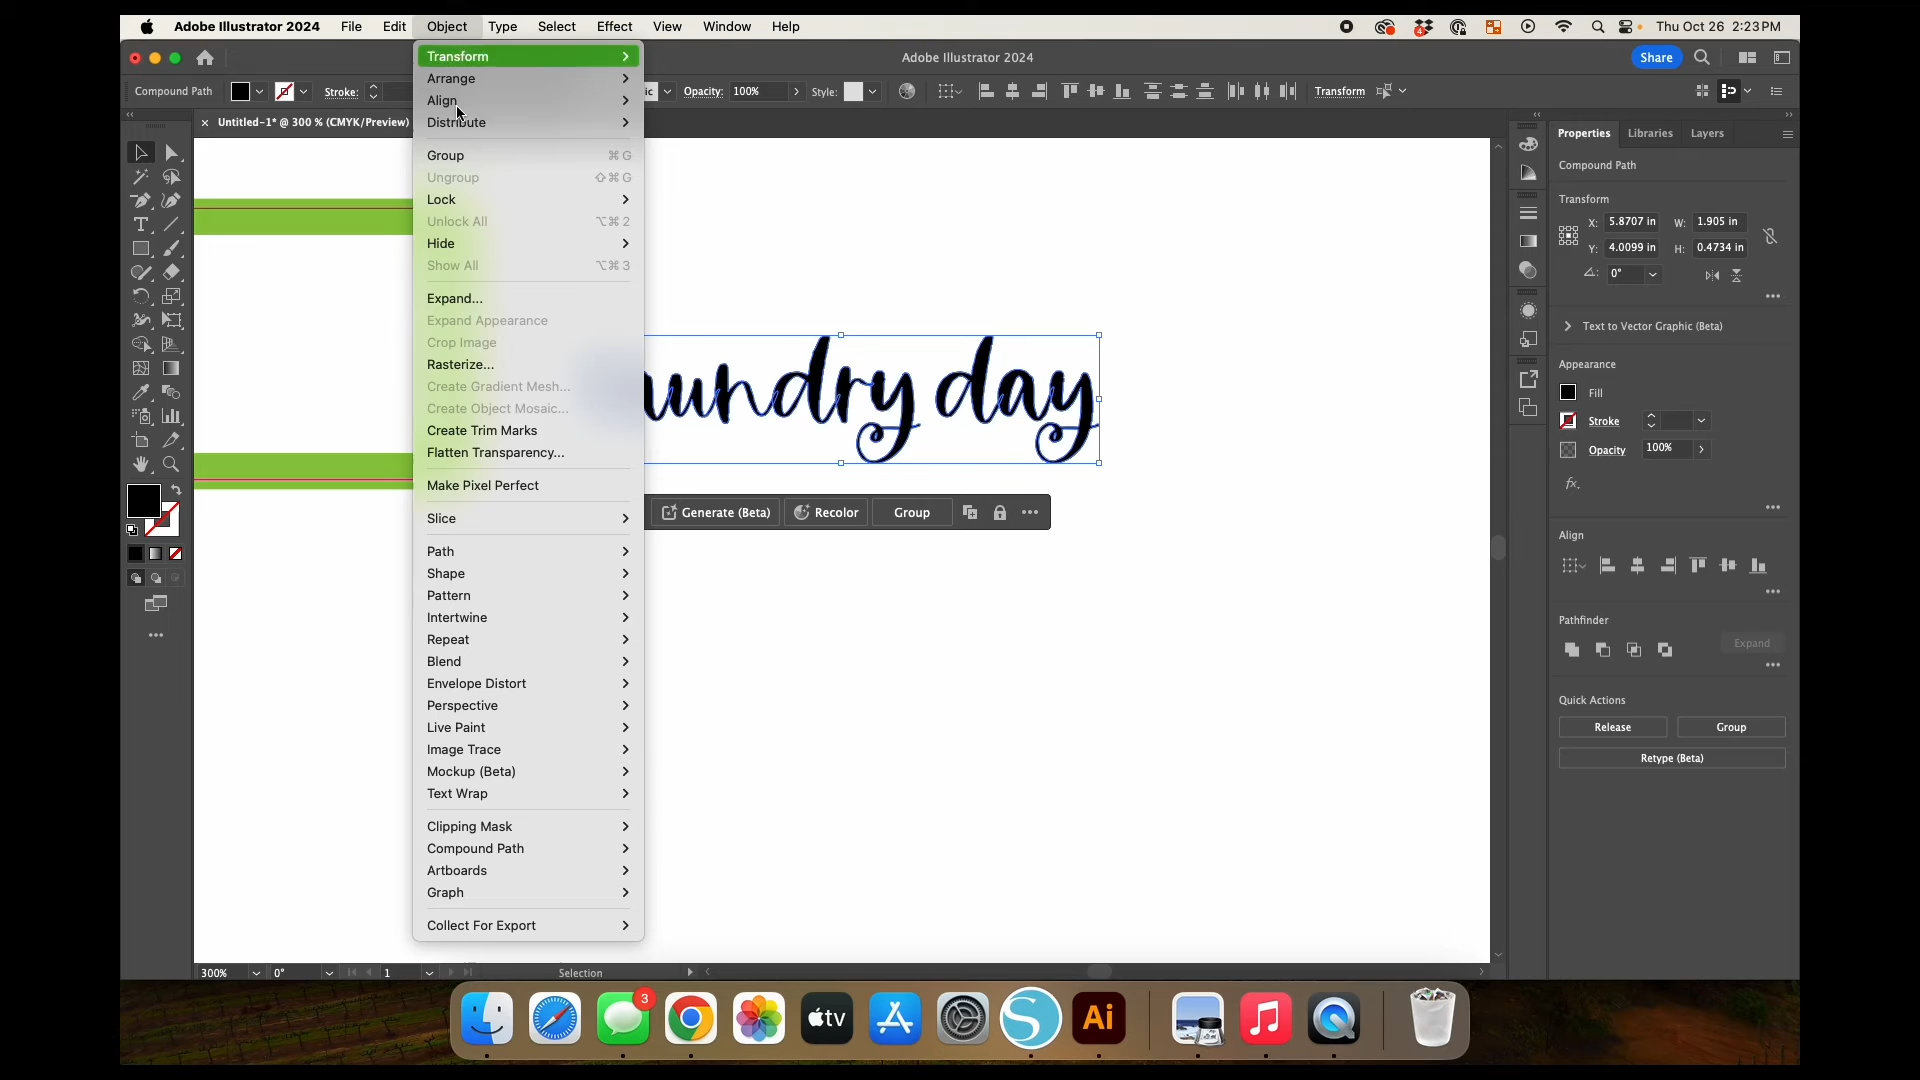 Adobe Illustrator 2024 File Edit Object Type Select Effect View Window Help Thu Oct 26 2:23 PM
Adobe Illustrator 2024 Share
Compound Path Stroke: ic Opacity: 100% Style: Transform
Untitled-1* @ 300 % (CMYK/Preview)
Transform
Arrange
Align
Distribute
Group ⌘ G
Ungroup ⇧⌘ G
Lock
Unlock All ⌥⌘ 2
Hide
Show All ⌥⌘ 3
Expand...
Expand Appearance
Crop Image
Rasterize...
Create Gradient Mesh...
Create Object Mosaic...
Create Trim Marks
Flatten Transparency...
Make Pixel Perfect
Slice
Path
Shape
Pattern
Intertwine
Repeat
Blend
Envelope Distort
Perspective
Live Paint
Image Trace
Mockup (Beta)
Text Wrap
Clipping Mask
Compound Path
Artboards
Graph
Collect For Export
undry day
Generate (Beta) Recolor Group
Properties Libraries Layers
Compound Path
Transform
X: 5.8707 in W: 1.905 in
Y: 4.0099 in H: 0.4734 in
0°
Text to Vector Graphic (Beta)
Appearance
Fill
Stroke
Opacity 100%
fx.
Align
Pathfinder
Expand
Quick Actions
Release Group
Retype (Beta)
300% 0° 1 Selection
3
tv
S
Ai